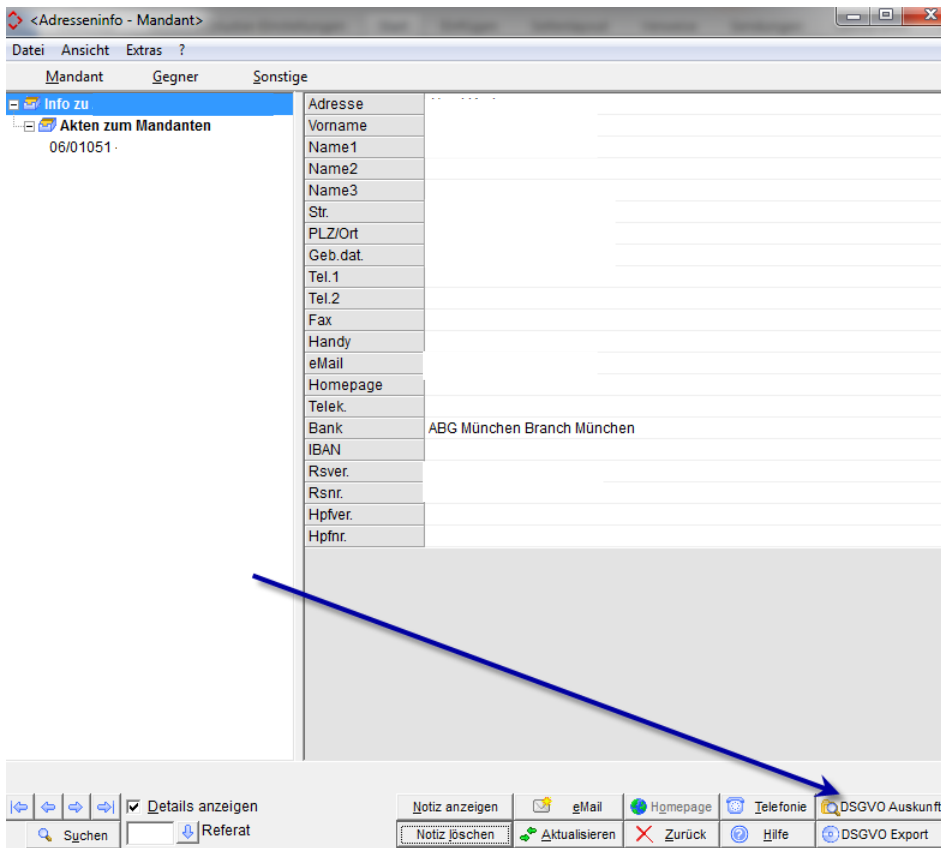 <Adresseninfo - Mandant>
Datei Ansicht Extras ?
Mandant Gegner Sonstige
Info zu
Akten zum Mandanten
06/01051
Adresse
Vorname
Name1
Name2
Name3
Str.
PLZ/Ort
Geb.dat.
Tel.1
Tel.2
Fax
Handy
eMail
Homepage
Telek.
Bank ABG München Branch München
IBAN
Rsver.
Rsnr.
Hpfver.
Hpfnr.
Details anzeigen Notiz anzeigen eMail Homepage Telefonie DSGVO Auskunft
Suchen Referat Notiz löschen Aktualisieren Zurück Hilfe DSGVO Export